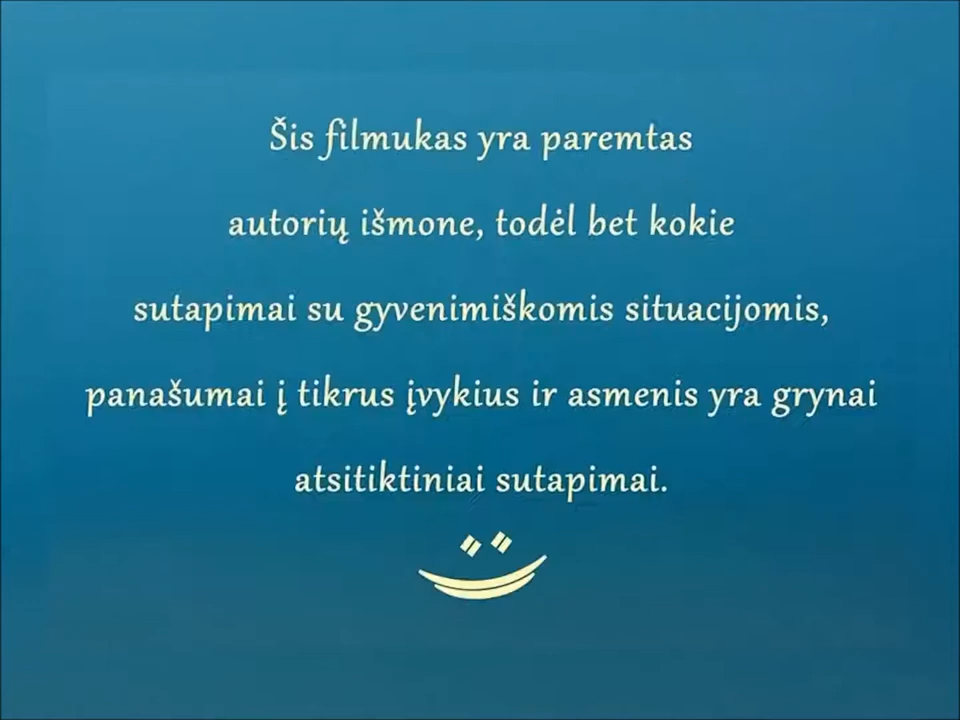 Šis filmukas yra paremtas
autorių išmone, todėl bet kokie
sutapimai su gyvenimiškomis situacijomis,
panašumai į tikrus įvykius ir asmenis yra grynai
atsitiktiniai sutapimai.